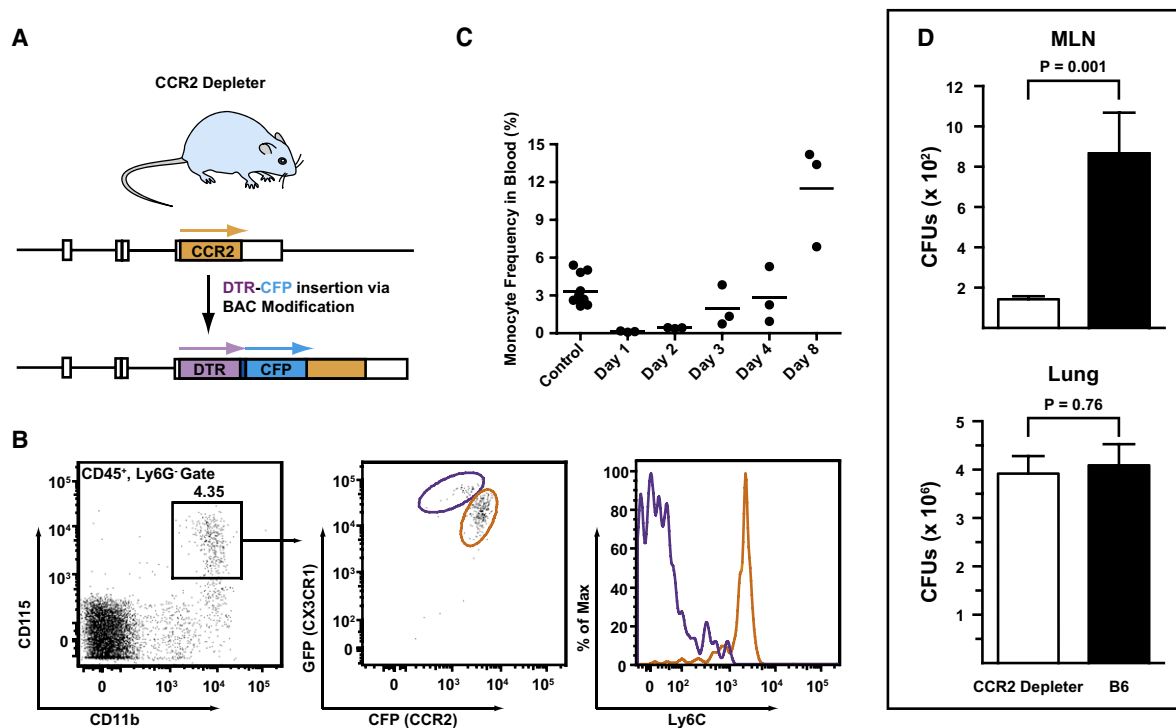 A
CCR2 Depleter
CCR2
DTR-CFP insertion via
BAC Modification
DTR CFP
B
CD45⁺, Ly6G⁻ Gate
4.35
10⁵
10⁴
10³
0
CD115
0 10³ 10⁴ 10⁵
CD11b
10⁵
10⁴
10³
10²
0
GFP (CX3CR1)
0 10³ 10⁴ 10⁵
CFP (CCR2)
100
80
60
40
20
0
% of Max
0 10² 10³ 10⁴ 10⁵
Ly6C
C
Monocyte Frequency in Blood (%)
15
12
9
6
3
0
Control Day 1 Day 2 Day 3 Day 4 Day 8
D
MLN
P = 0.001
12
10
8
6
4
2
CFUs (x 10²)
Lung
P = 0.76
5
4
3
2
1
CFUs (x 10⁶)
CCR2 Depleter B6